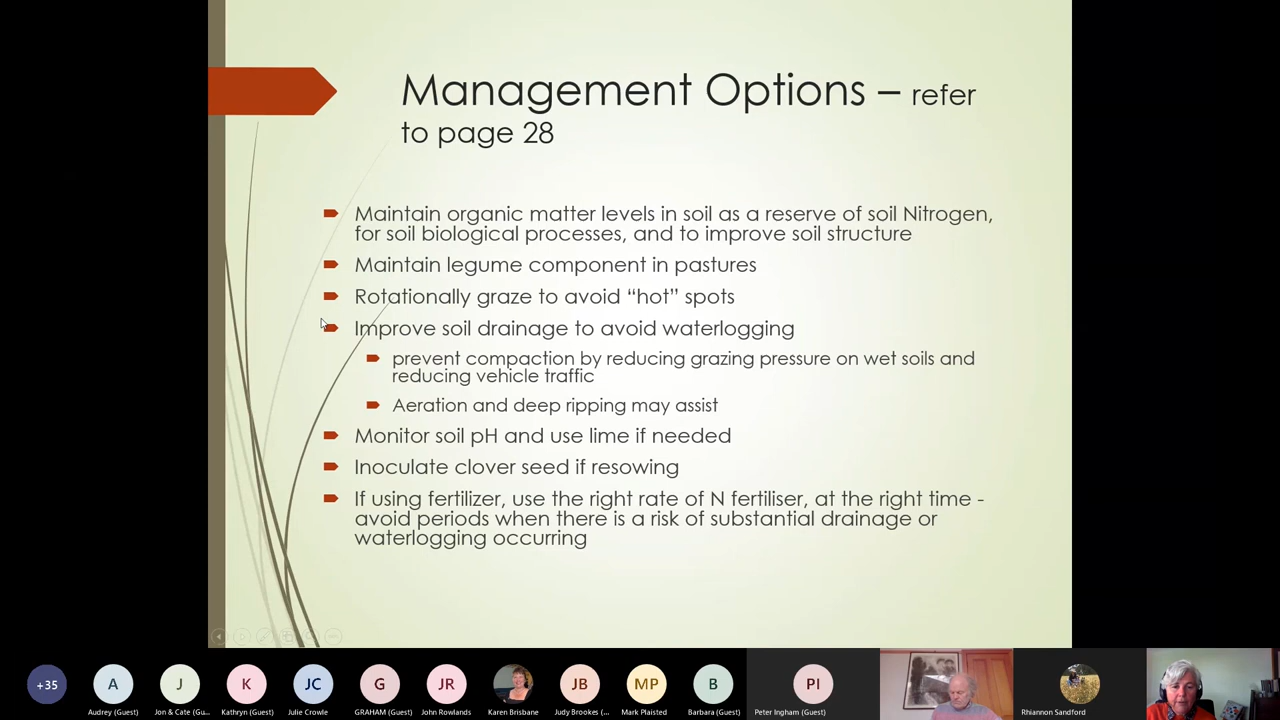 Management Options – refer
to page 28
Maintain organic matter levels in soil as a reserve of soil Nitrogen,
for soil biological processes, and to improve soil structure
Maintain legume component in pastures
Rotationally graze to avoid “hot” spots
Improve soil drainage to avoid waterlogging
prevent compaction by reducing grazing pressure on wet soils and
reducing vehicle traffic
Aeration and deep ripping may assist
Monitor soil pH and use lime if needed
Inoculate clover seed if resowing
If using fertilizer, use the right rate of N fertiliser, at the right time -
avoid periods when there is a risk of substantial drainage or
waterlogging occurring
+35 A J K JC G JR JB MP B PI
Audrey (Guest) Jon & Cate (Gu... Kathryn (Guest) Julie Crowle GRAHAM (Guest) John Rowlands Karen Brisbane Judy Brookes (... Mark Plaisted Barbara (Guest) Peter Ingham (Guest) Rhiannon Sandford